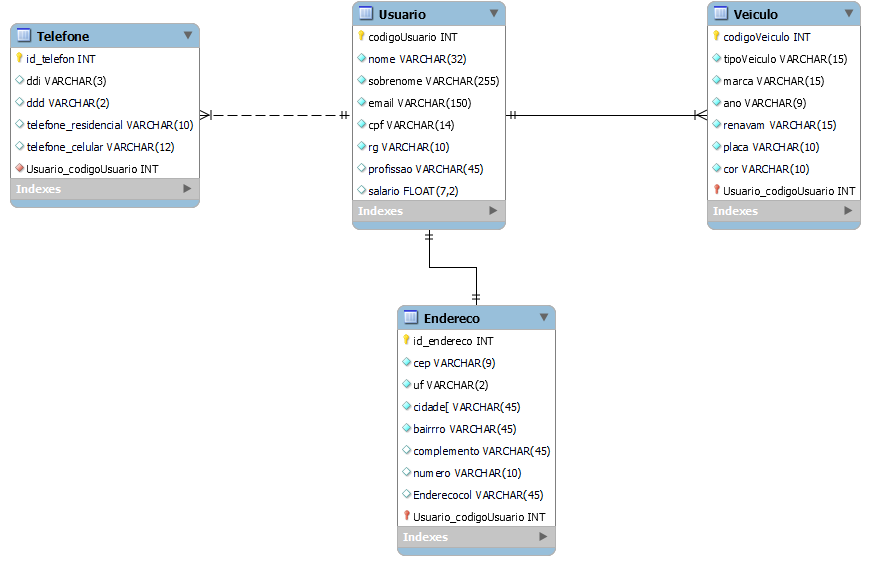 Telefone
id_telefon INT
ddi VARCHAR(3)
ddd VARCHAR(2)
telefone_residencial VARCHAR(10)
telefone_celular VARCHAR(12)
Usuario_codigoUsuario INT
Indexes
Usuario
codigoUsuario INT
nome VARCHAR(32)
sobrenome VARCHAR(255)
email VARCHAR(150)
cpf VARCHAR(14)
rg VARCHAR(10)
profissao VARCHAR(45)
salario FLOAT(7,2)
Indexes
Veiculo
codigoVeiculo INT
tipoVeiculo VARCHAR(15)
marca VARCHAR(15)
ano VARCHAR(9)
renavam VARCHAR(15)
placa VARCHAR(10)
cor VARCHAR(10)
Usuario_codigoUsuario INT
Indexes
Endereco
id_endereco INT
cep VARCHAR(9)
uf VARCHAR(2)
cidade[ VARCHAR(45)
bairrro VARCHAR(45)
complemento VARCHAR(45)
numero VARCHAR(10)
Enderecocol VARCHAR(45)
Usuario_codigoUsuario INT
Indexes